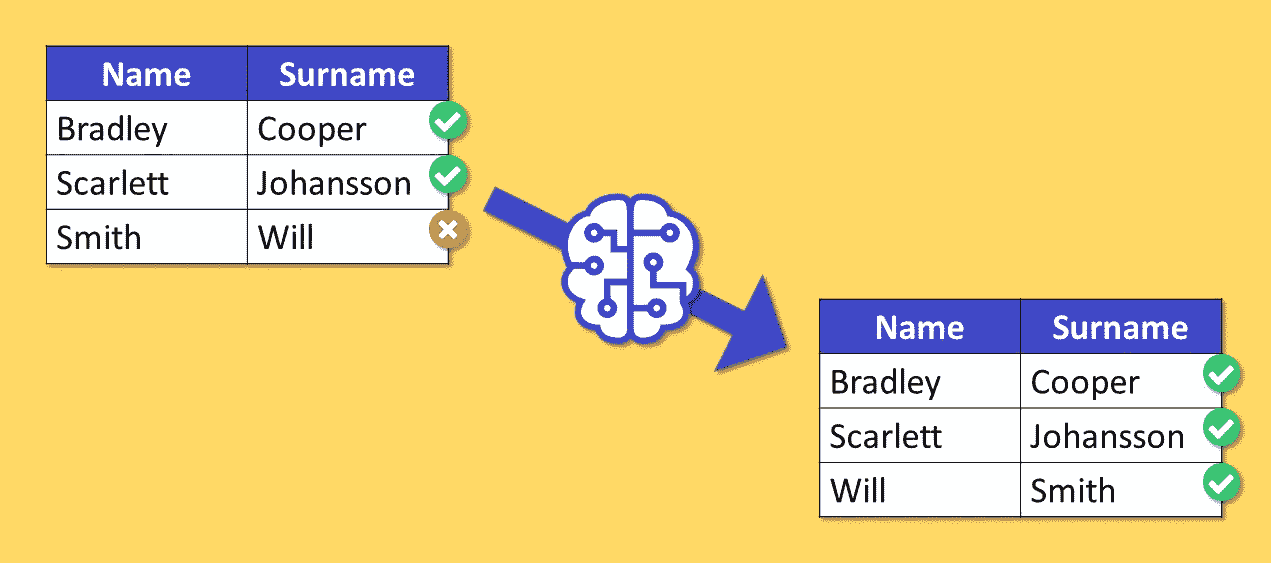 Name Surname
Bradley Cooper
Scarlett Johansson
Smith Will
Name Surname
Bradley Cooper
Scarlett Johansson
Will Smith